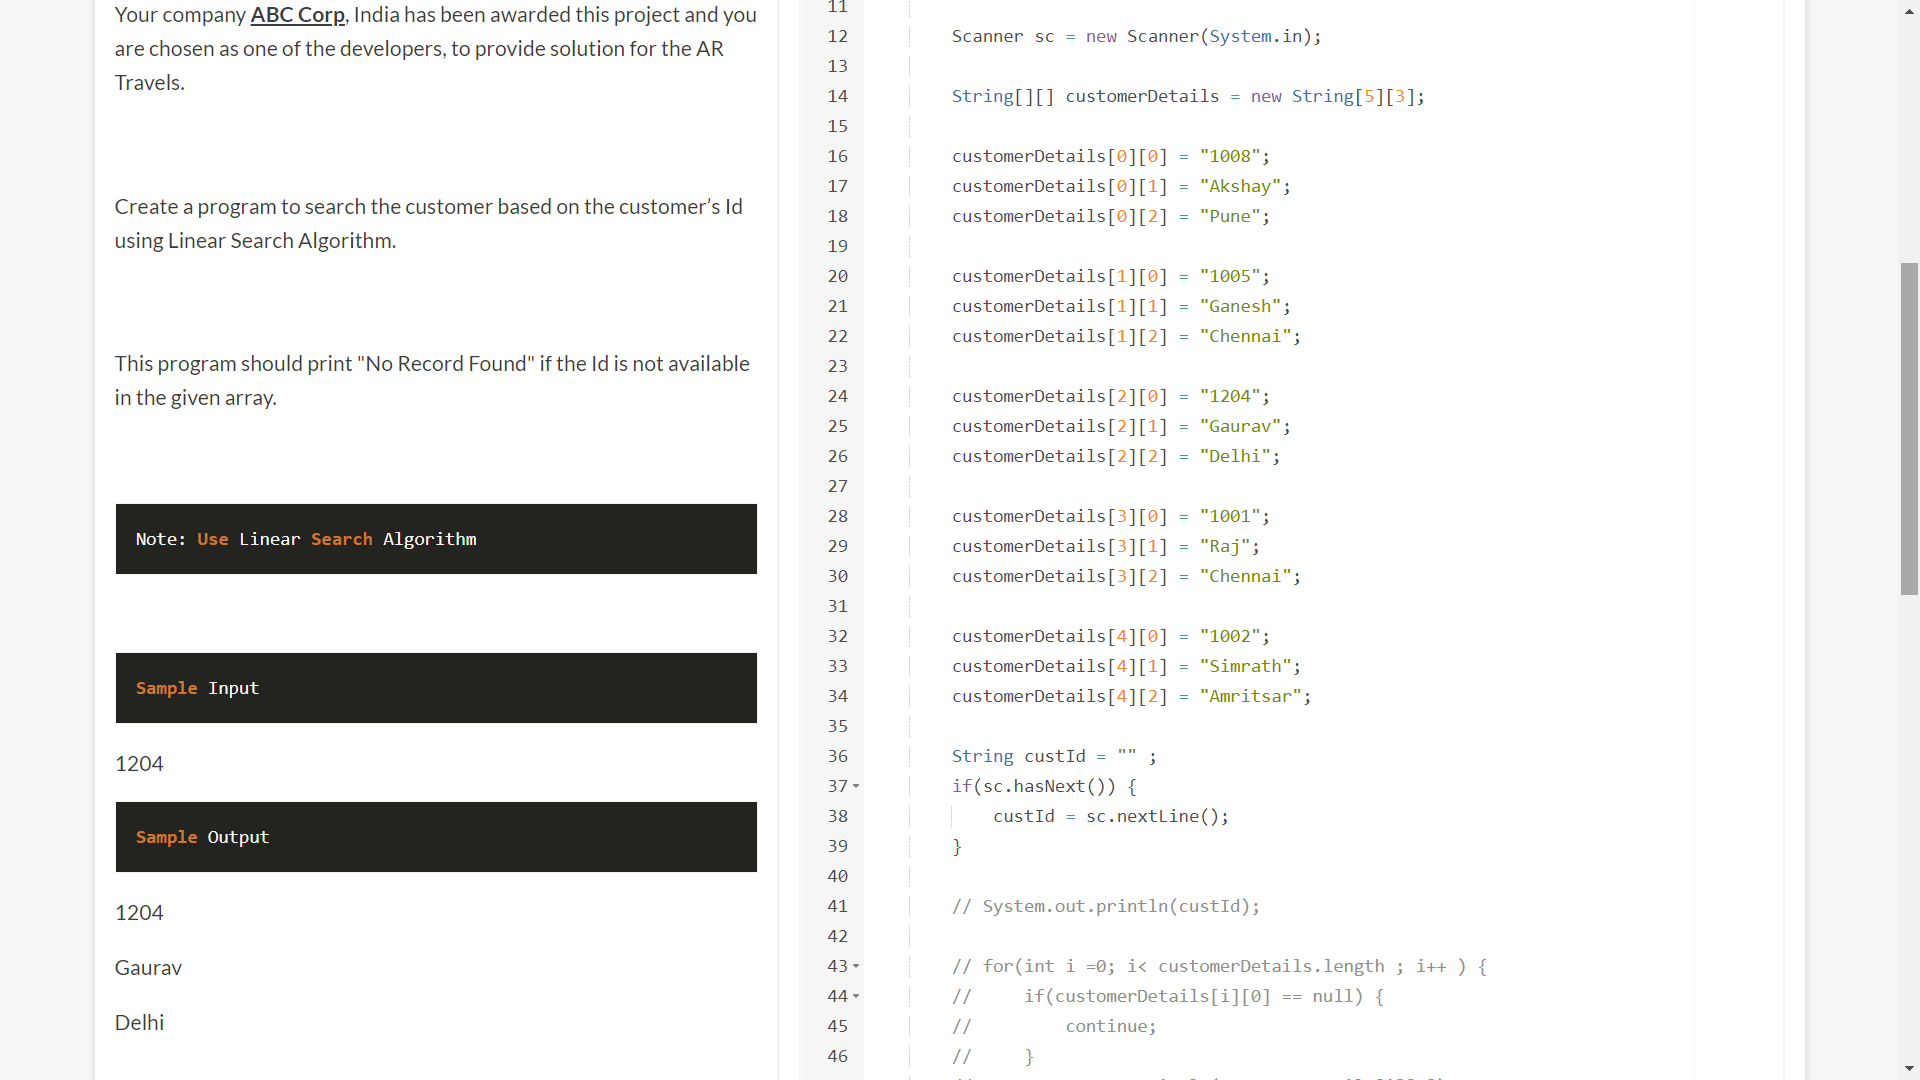 Your company ABC Corp, India has been awarded this project and you
are chosen as one of the developers, to provide solution for the AR
Travels.
Create a program to search the customer based on the customer’s Id
using Linear Search Algorithm.
This program should print "No Record Found" if the Id is not available
in the given array.
Note: Use Linear Search Algorithm
Sample Input
1204
Sample Output
1204
Gaurav
Delhi
11
12 Scanner sc = new Scanner(System.in);
13
14 String[][] customerDetails = new String[5][3];
15
16 customerDetails[0][0] = "1008";
17 customerDetails[0][1] = "Akshay";
18 customerDetails[0][2] = "Pune";
19
20 customerDetails[1][0] = "1005";
21 customerDetails[1][1] = "Ganesh";
22 customerDetails[1][2] = "Chennai";
23
24 customerDetails[2][0] = "1204";
25 customerDetails[2][1] = "Gaurav";
26 customerDetails[2][2] = "Delhi";
27
28 customerDetails[3][0] = "1001";
29 customerDetails[3][1] = "Raj";
30 customerDetails[3][2] = "Chennai";
31
32 customerDetails[4][0] = "1002";
33 customerDetails[4][1] = "Simrath";
34 customerDetails[4][2] = "Amritsar";
35
36 String custId = "" ;
37 if(sc.hasNext()) {
38 custId = sc.nextLine();
39 }
40
41 // System.out.println(custId);
42
43 // for(int i =0; i< customerDetails.length ; i++ ) {
44 // if(customerDetails[i][0] == null) {
45 // continue;
46 // }